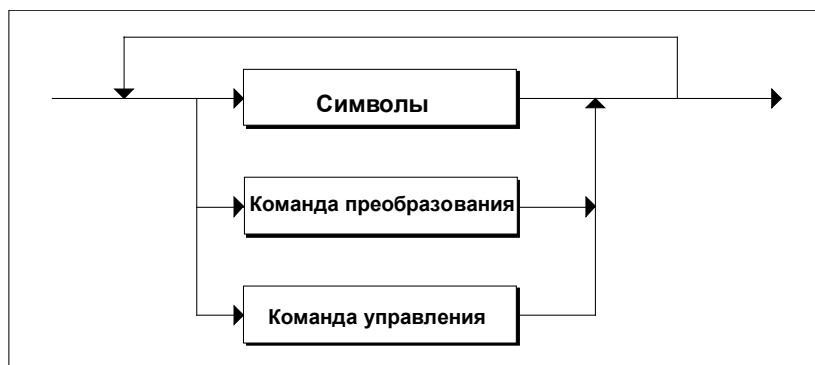 Символы
Команда преобразования
Команда управления